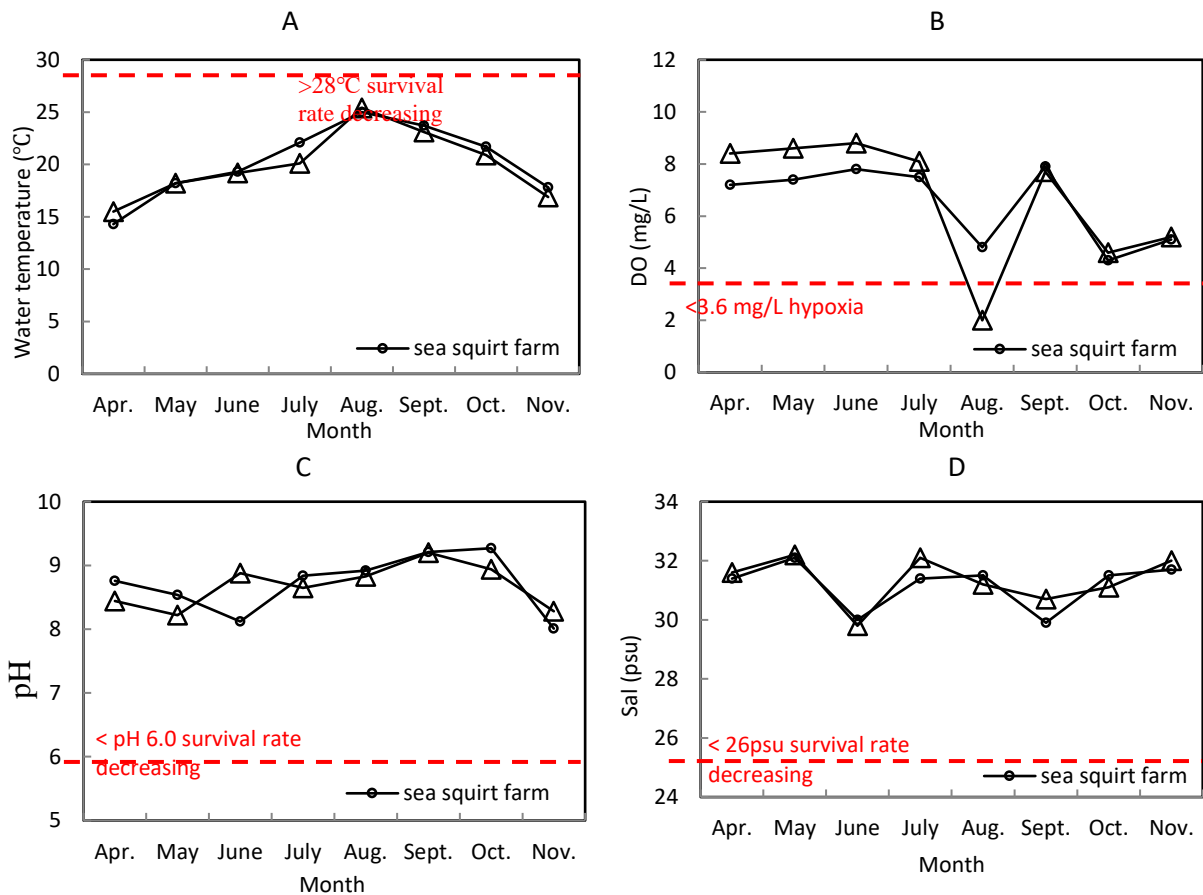 A
30
25
20
15
10
5
0
Water temperature (℃)
>28℃ survival
rate decreasing
sea squirt farm
Apr. May June July Aug. Sept. Oct. Nov.
Month
B
12
10
8
6
4
2
0
DO (mg/L)
<3.6 mg/L hypoxia
sea squirt farm
Apr. May June July Aug. Sept. Oct. Nov.
Month
C
10
9
8
7
6
5
pH
< pH 6.0 survival rate
decreasing
sea squirt farm
Apr. May June July Aug. Sept. Oct. Nov.
Month
D
34
32
30
28
26
24
Sal (psu)
< 26psu survival rate
decreasing
sea squirt farm
Apr. May June July Aug. Sept. Oct. Nov.
Month